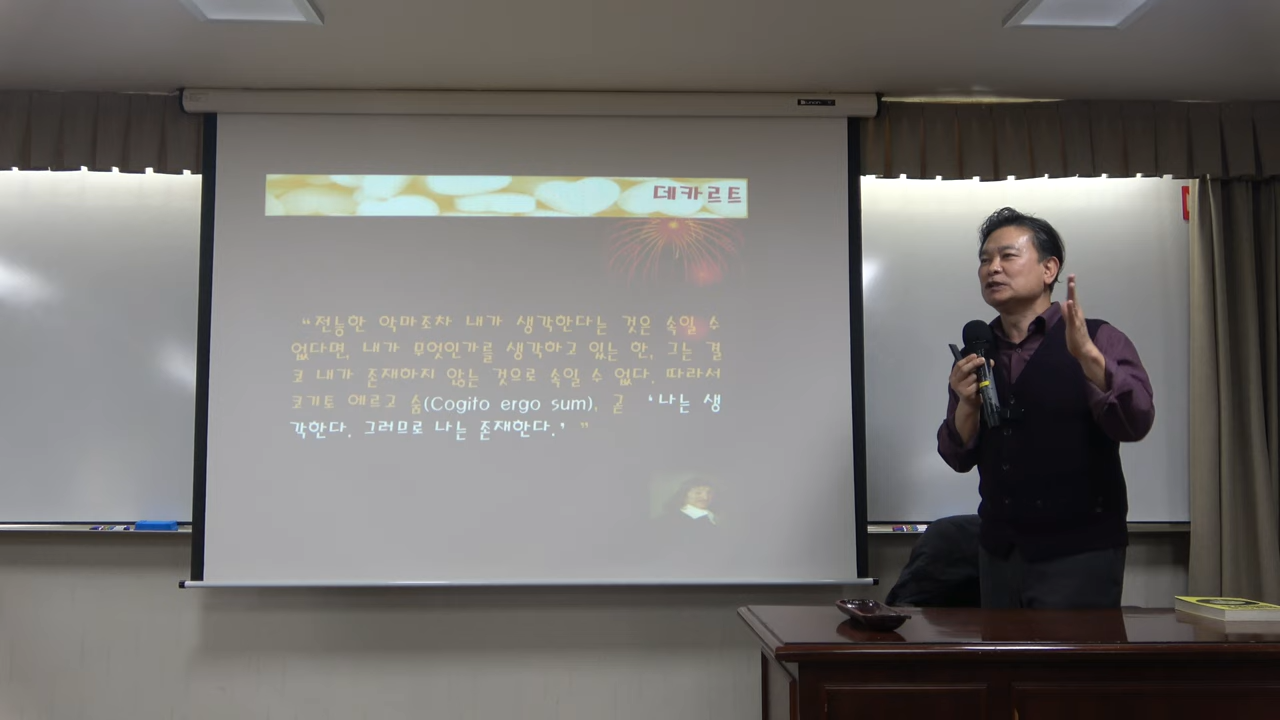 데카르트
“전능한 악마조차 내가 생각한다는 것은 속일 수
없다면, 내가 무엇인가를 생각하고 있는 한, 그는 결
코 내가 존재하지 않는 것으로 속일 수 없다. 따라서
코기토 에르고 숨(Cogito ergo sum), 곧 ‘나는 생
각한다. 그러므로 나는 존재한다.’ ”